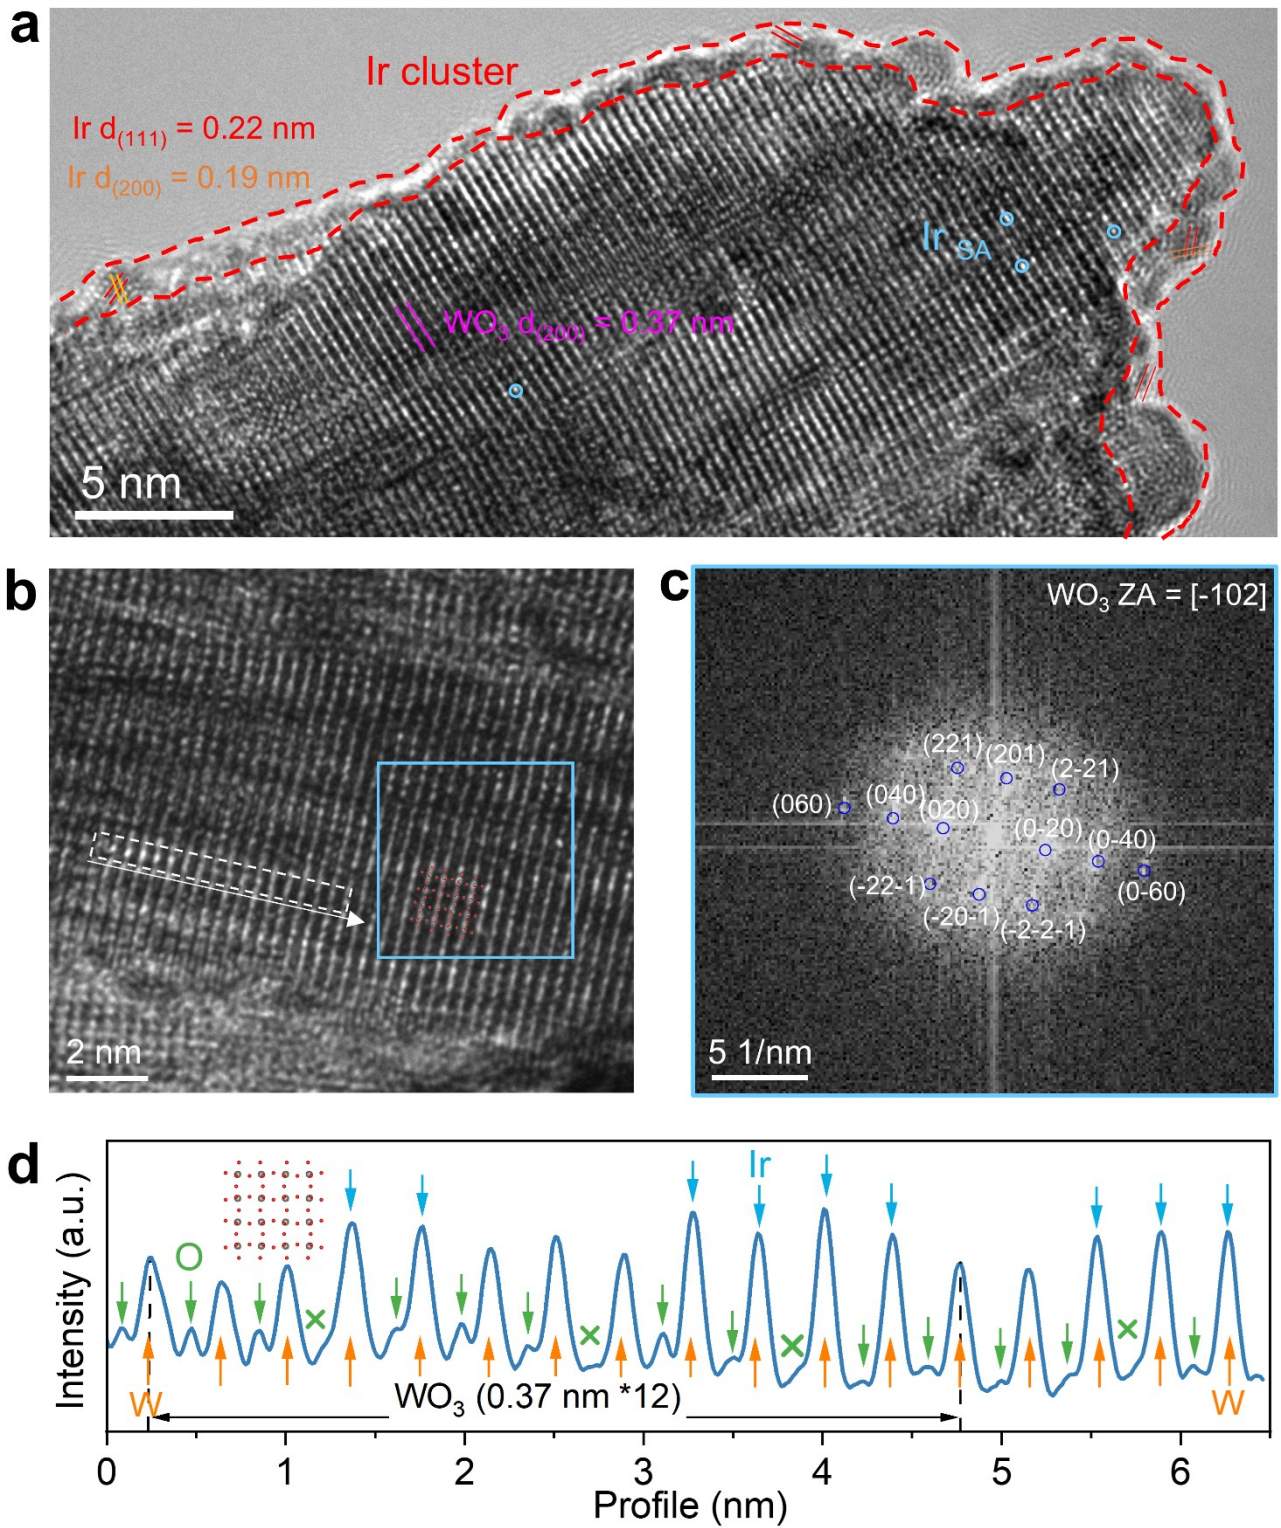 a
Ir cluster
Ir d(111) = 0.22 nm
Ir d(200) = 0.19 nm
Ir SA
WO3 d(200) = 0.37 nm
5 nm
b
2 nm
c
WO3 ZA = [-102]
(221)
(201)
(2-21)
(060)
(040)
(020)
(0-20)
(0-40)
(0-60)
(-22-1)
(-20-1)
(-2-2-1)
5 1/nm
d
Intensity (a.u.)
O
Ir
W
WO3 (0.37 nm *12)
W
0 1 2 3 4 5 6
Profile (nm)